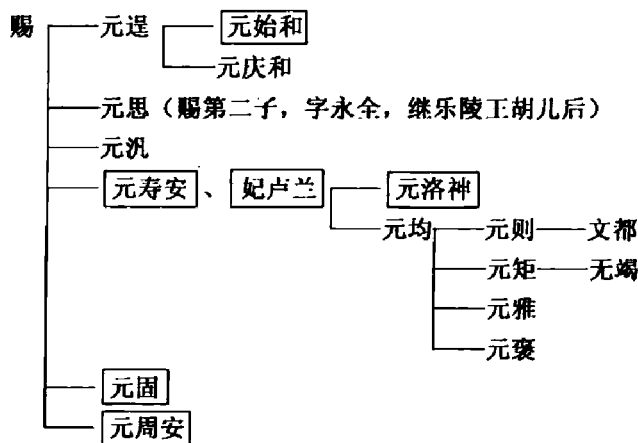 赐 元逞 元始和
元庆和
元思（赐第二子，字永全，继乐陵王胡儿后）
元汎
元寿安、妃卢兰 元洛神
元均 元则 文都
元矩 无竭
元雅
元褒
元固
元周安